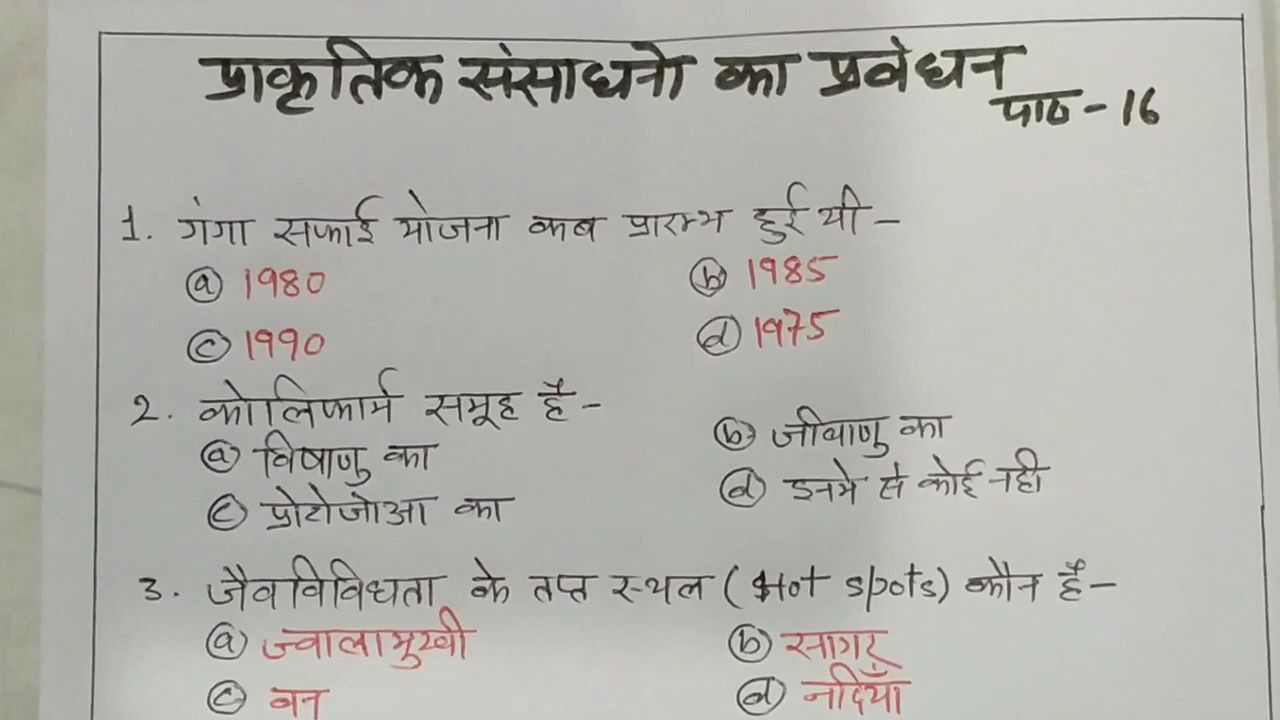 प्राकृतिक संसाधनो का प्रवंधन
पाठ - 16
1. गंगा सफाई योजना कब प्रारम्भ हुई थी -
(a) 1980 (b) 1985
(c) 1990 (d) 1975
2. कोलिफार्म समूह है -
(a) विषाणु का (b) जीवाणु का
(c) प्रोटोजोआ का (d) इनमे से कोई नही
3. जैवविविधता के तप्त स्थल ( Hot spots) कौन है -
(a) ज्वालामुखी (b) सागर
(c) वन (d) नदियाँ